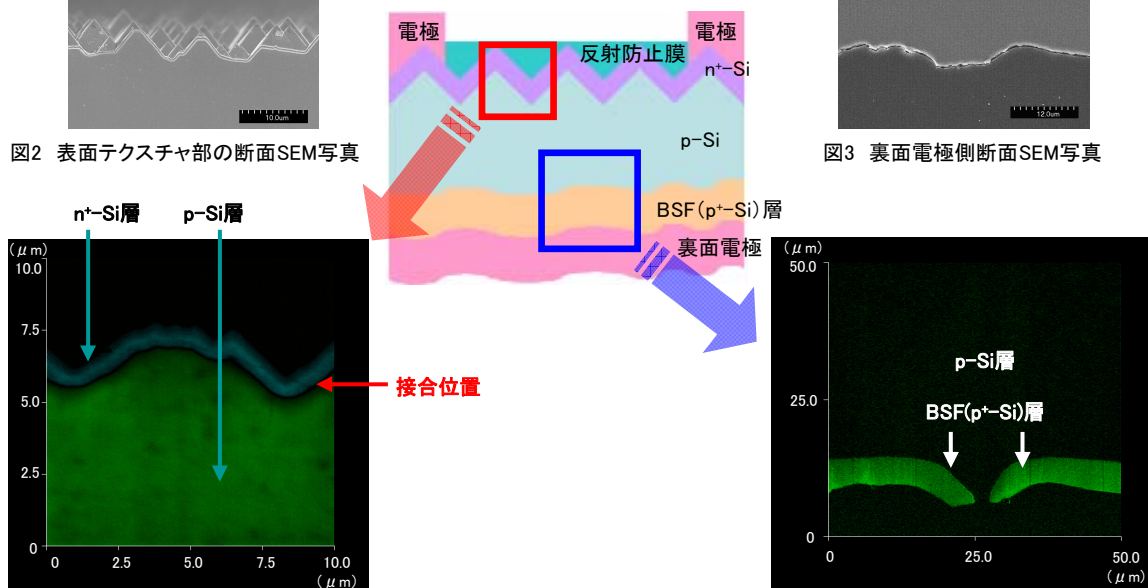 電極
電極
反射防止膜
n⁺-Si
p-Si
BSF(p⁺-Si)層
裏面電極
10.0um
図2 表面テクスチャ部の断面SEM写真
12.0um
図3 裏面電極側断面SEM写真
n⁺-Si層 p-Si層
(μm)
10.0
7.5
5.0
2.5
0
0 2.5 5.0 7.5 10.0
(μm)
接合位置
(μm)
50.0
25.0
0
p-Si層
BSF(p⁺-Si)層
0 25.0 50.0
(μm)